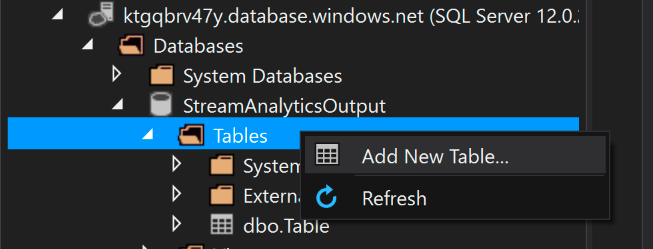 ktgqbrv47y.database.windows.net (SQL Server 12.0.
Databases
System Databases
StreamAnalyticsOutput
Tables
Add New Table...
System
Externa
Refresh
dbo.Table